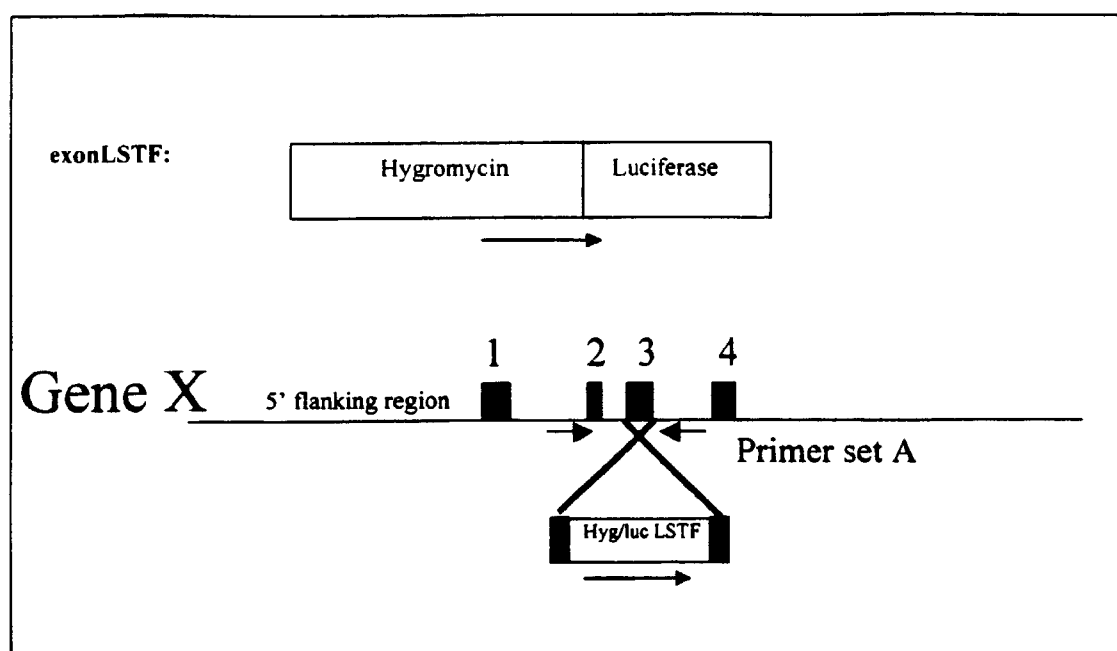 exonLSTF:
Hygromycin Luciferase
1 2 3 4
Gene X 5' flanking region
Primer set A
Hyg/luc LSTF